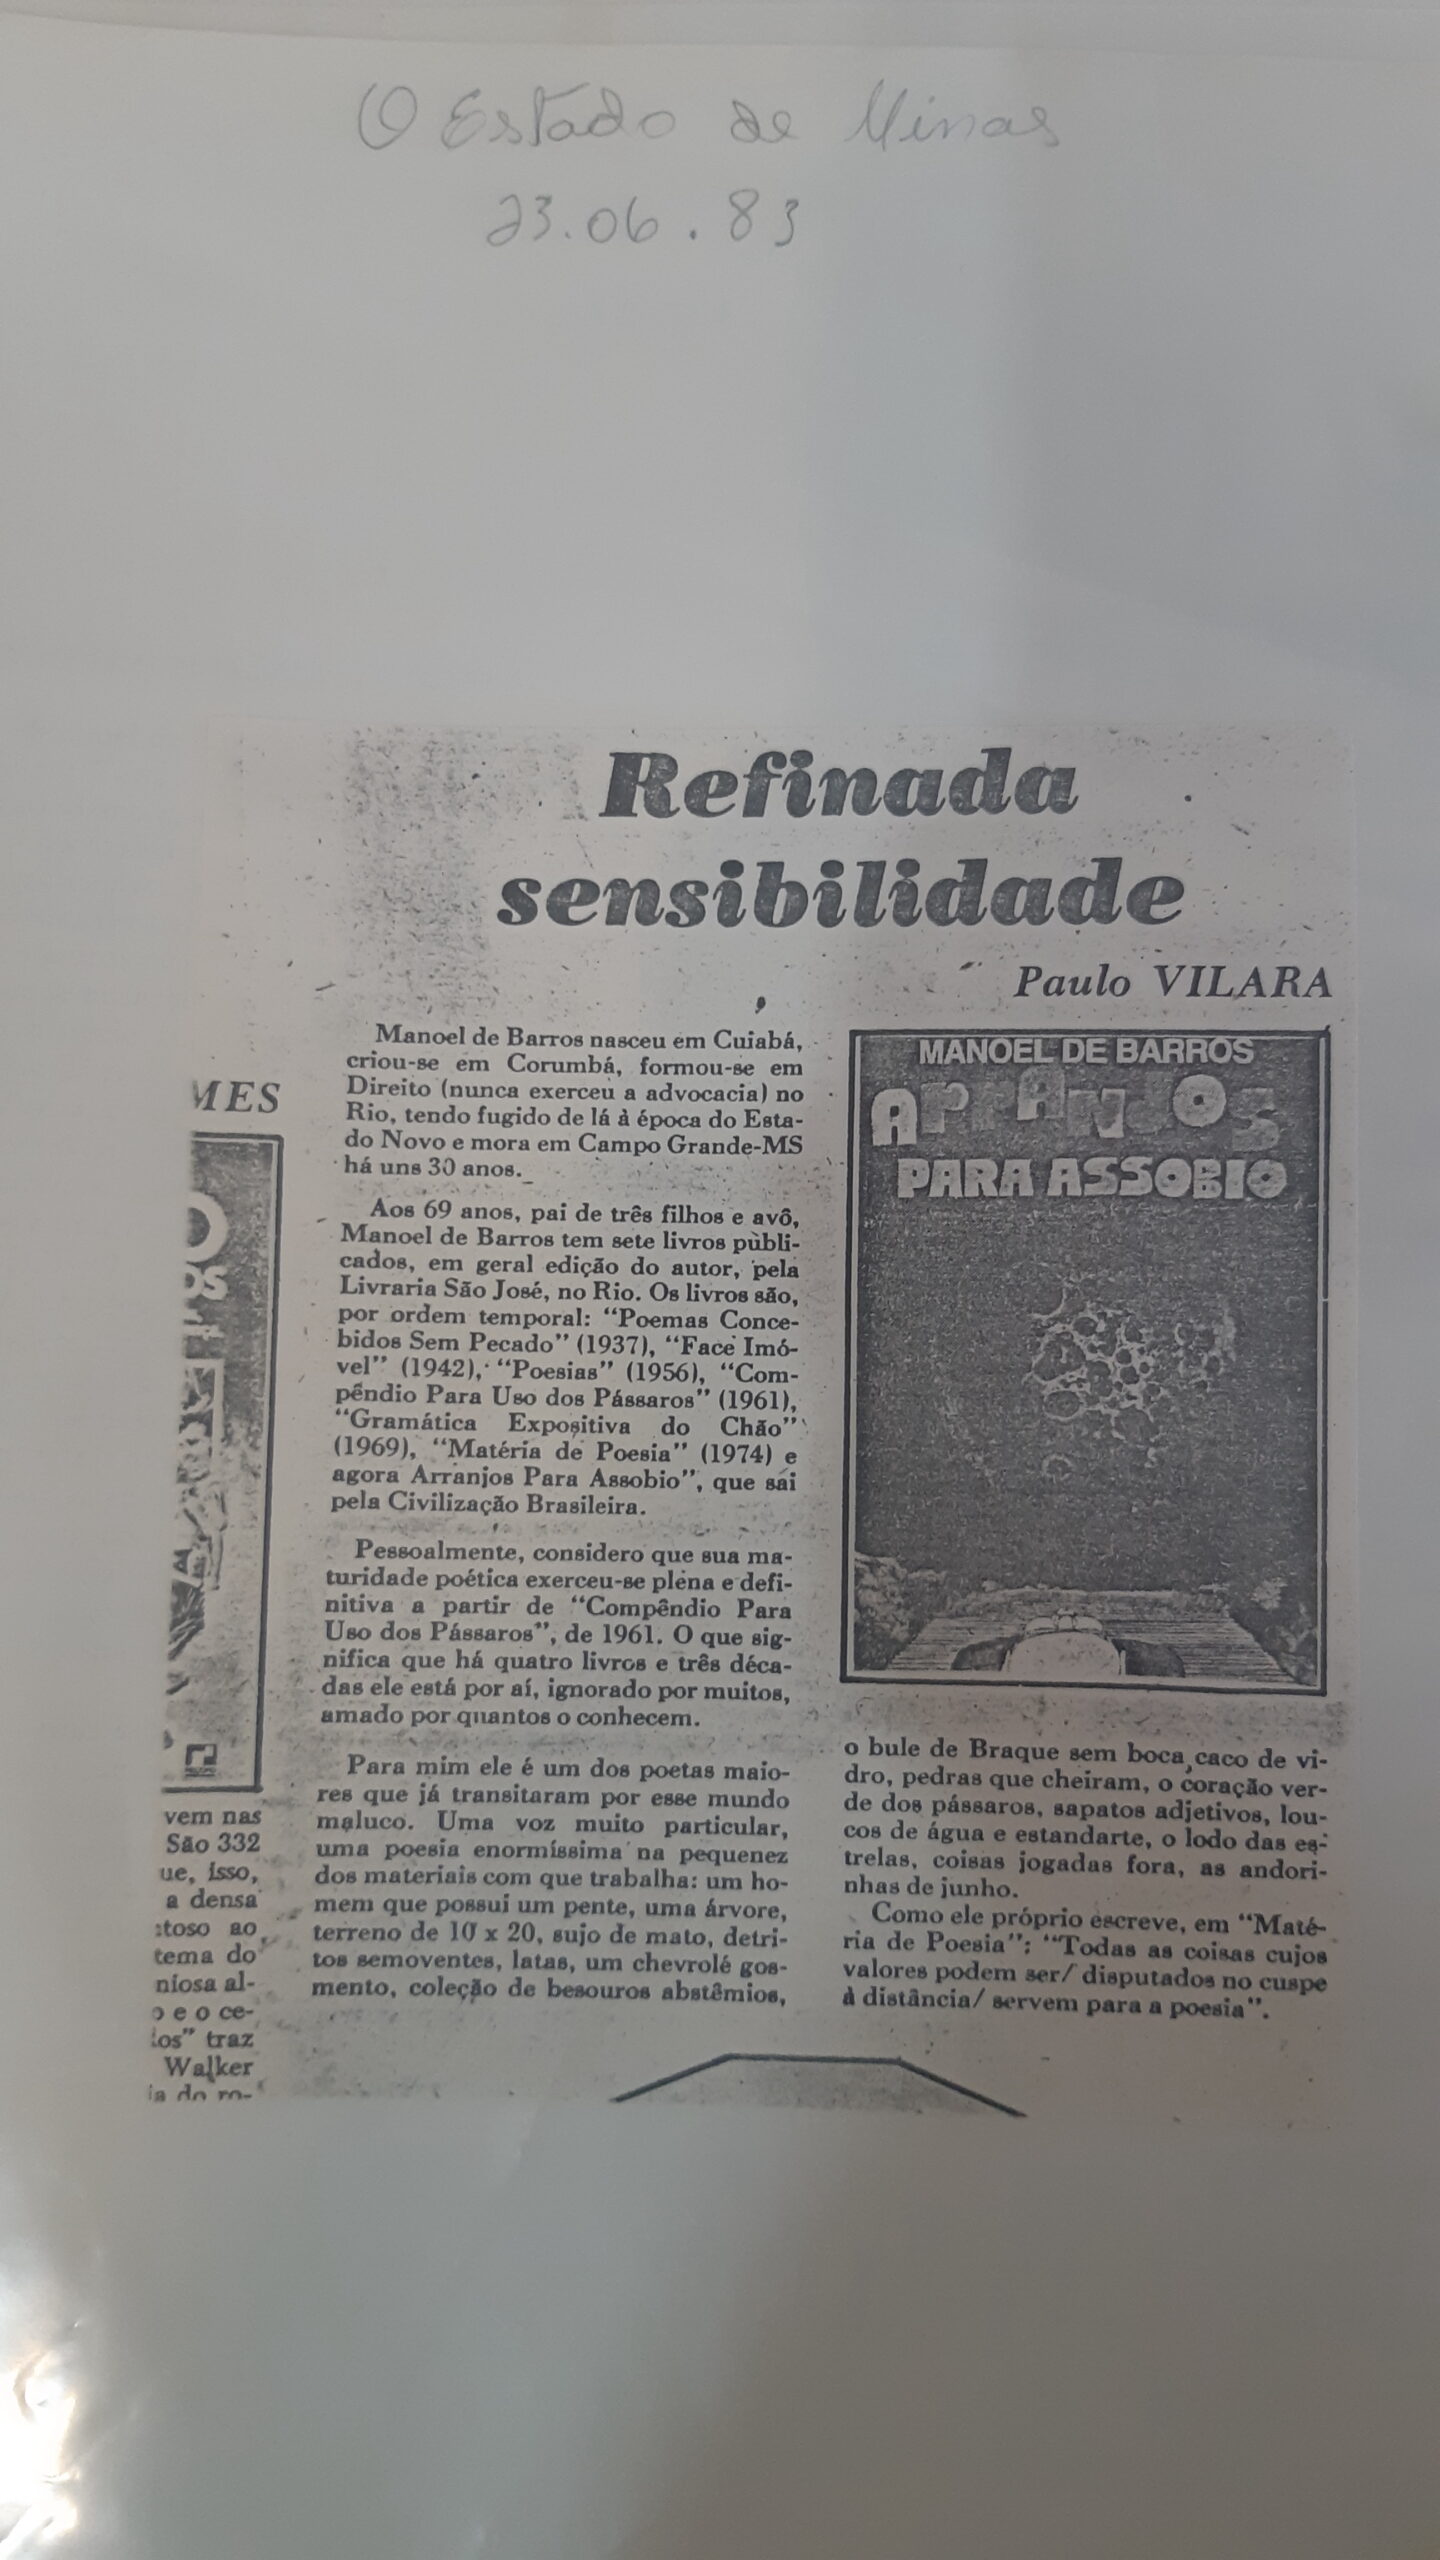 O Estado de Minas
23.06.83
Refinada
sensibilidade
Paulo VILARA
Manoel de Barros nasceu em Cuiabá,
criou-se em Corumbá, formou-se em
Direito (nunca exerceu a advocacia) no
Rio, tendo fugido de lá à época do Esta-
do Novo e mora em Campo Grande-MS
há uns 30 anos.
Aos 69 anos, pai de três filhos e avô,
Manoel de Barros tem sete livros publi-
cados, em geral edição do autor, pela
Livraria São José, no Rio. Os livros são,
por ordem temporal: "Poemas Conce-
bidos Sem Pecado" (1937), "Face Imó-
vel" (1942), "Poesias" (1956), "Com-
pêndio Para Uso dos Pássaros" (1961),
"Gramática Expositiva do Chão"
(1969), "Matéria de Poesia" (1974) e
agora Arranjos Para Assobio", que sai
pela Civilização Brasileira.
Pessoalmente, considero que sua ma-
turidade poética exerceu-se plena e defi-
nitiva a partir de "Compêndio Para
Uso dos Pássaros", de 1961. O que sig-
nifica que há quatro livros e três déca-
das ele está por aí, ignorado por muitos,
amado por quantos o conhecem.
Para mim ele é um dos poetas maio-
res que já transitaram por esse mundo
maluco. Uma voz muito particular,
uma poesia enormíssima na pequenez
dos materiais com que trabalha: um ho-
mem que possui um pente, uma árvore,
terreno de 10 x 20, sujo de mato, detri-
tos semoventes, latas, um chevrolé gos-
mento, coleção de besouros abstêmios,
MANOEL DE BARROS
ARRANJOS
PARA ASSOBIO
o bule de Braque sem boca, caco de vi-
dro, pedras que cheiram, o coração ver-
de dos pássaros, sapatos adjetivos, lou-
cos de água e estandarte, o lodo das es-
trelas, coisas jogadas fora, as andori-
nhas de junho.
Como ele próprio escreve, em "Maté-
ria de Poesia": "Todas as coisas cujos
valores podem ser/ disputados no cuspe
à distância/ servem para a poesia".
MES
OS
vem nas
São 332
ue, isso,
a densa
toso ao
tema do
niosa al-
o e o ce-
los" traz
Walker
ia do ro-